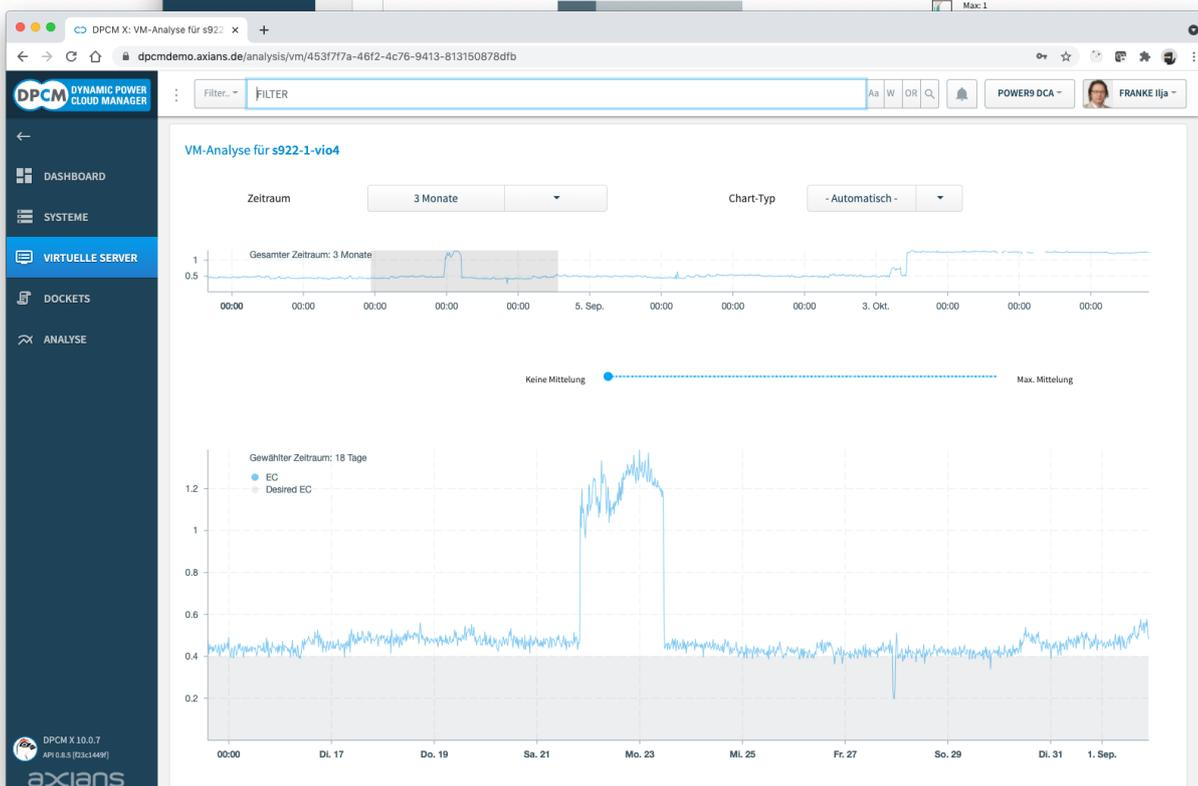 Max: 1
DPCM X: VM-Analyse für s922
dpcmdemo.axians.de/analysis/vm/453f7f7a-46f2-4c76-9413-813150878dfb
DPCM DYNAMIC POWER CLOUD MANAGER
Filter..
FILTER
Aa W OR
POWER9 DCA
FRANKE Ilja
DASHBOARD
SYSTEME
VIRTUELLE SERVER
DOCKETS
ANALYSE
VM-Analyse für s922-1-vio4
Zeitraum 3 Monate Chart-Typ - Automatisch -
Gesamter Zeitraum: 3 Monate
1
0.5
00:00 00:00 00:00 00:00 00:00 5. Sep. 00:00 00:00 00:00 3. Okt. 00:00 00:00 00:00
Keine Mittelung Max. Mittelung
Gewählter Zeitraum: 18 Tage
EC
Desired EC
1.2
1
0.8
0.6
0.4
0.2
00:00 Di. 17 Do. 19 Sa. 21 Mo. 23 Mi. 25 Fr. 27 So. 29 Di. 31 1. Sep.
DPCM X 10.0.7
API 0.8.5 [f23c1449f]
axians